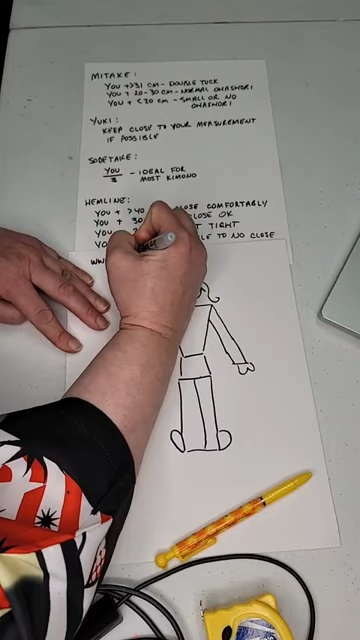 MITAKE:
YOU +>31 CM - DOUBLE TUCK
YOU + 20-30 CM - NORMAL OHASHORI
YOU + <20 CM - SMALL OR NO
OHASHORI
YUKI:
KEEP CLOSE TO YOUR MEASUREMENT
IF POSSIBLE
SODETAKE:
YOU
3 - IDEAL FOR
MOST KIMONO
HEMLINE:
YOU + >40 CLOSE COMFORTABLY
YOU + 30 CLOSE OK
YOU + TIGHT
TO NO CLOSE